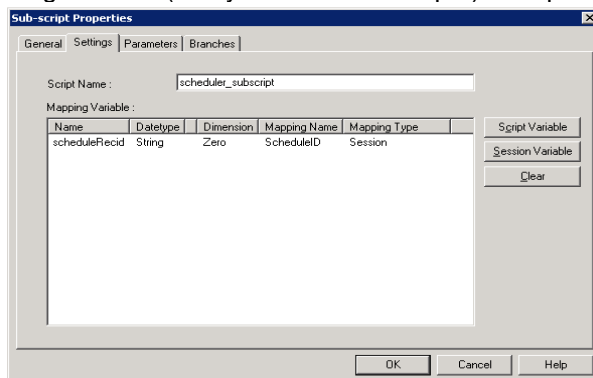 Sub-script Properties
General Settings Parameters Branches
Script Name : scheduler_subscript
Mapping Variable :
Name Datetype Dimension Mapping Name Mapping Type
scheduleRecid String Zero ScheduleID Session
Script Variable
Session Variable
Clear
OK Cancel Help